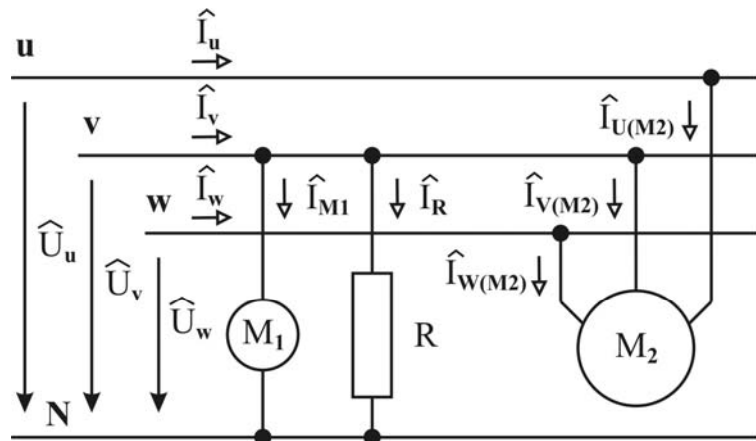 u
Î_u
v
Î_v
Î_U(M2)
w
Î_w
Î_M1
Î_R
Î_V(M2)
Û_u
Û_v
Û_w
Î_W(M2)
M₁
R
M₂
N